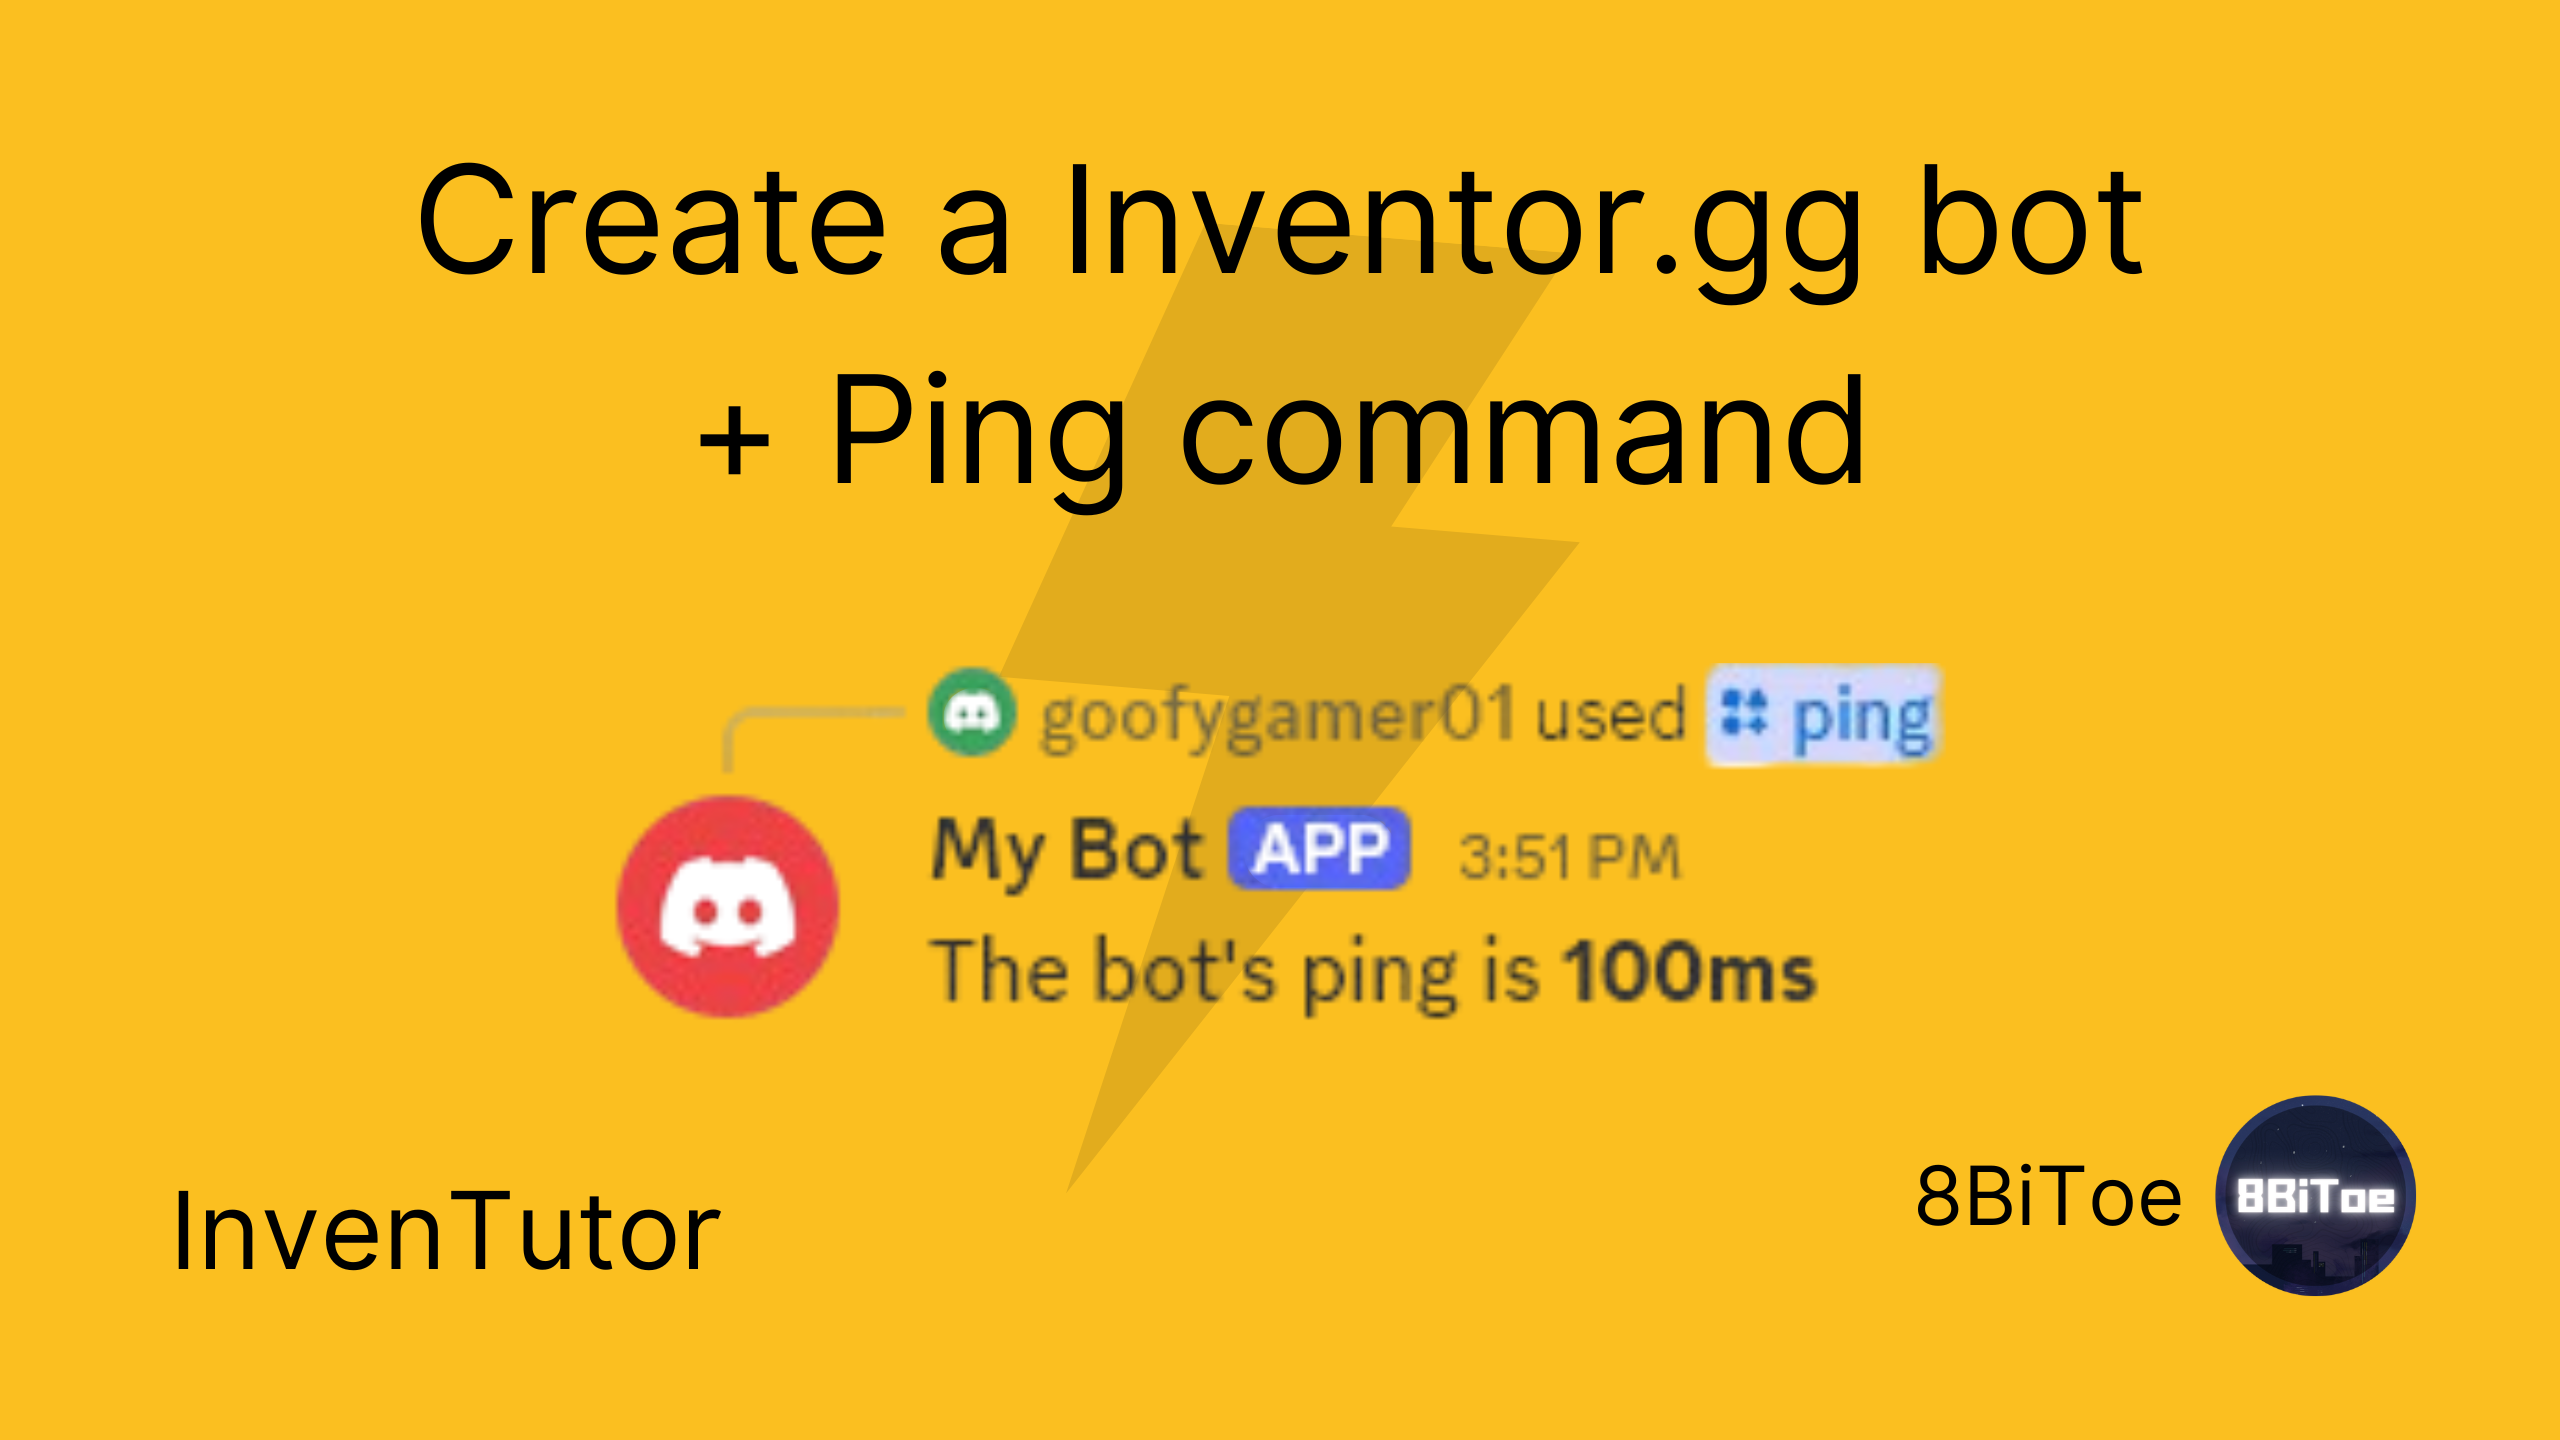 Create a Inventor.gg bot
+ Ping command
goofygamer01 used ping
My Bot APP 3:51 PM
The bot's ping is 100ms
InvenTutor
8BiToe
8BiToe